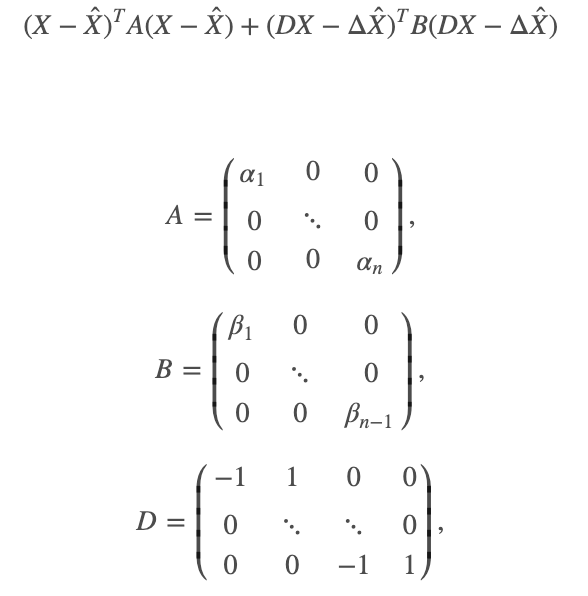 (X − X̂)ᵀA(X − X̂) + (DX − ΔX̂)ᵀB(DX − ΔX̂)
α₁ 0 0
A = ( 0 ⋱ 0 ),
0 0 αₙ
β₁ 0 0
B = ( 0 ⋱ 0 ),
0 0 βₙ₋₁
−1 1 0 0
D = ( 0 ⋱ ⋱ 0 ),
0 0 −1 1